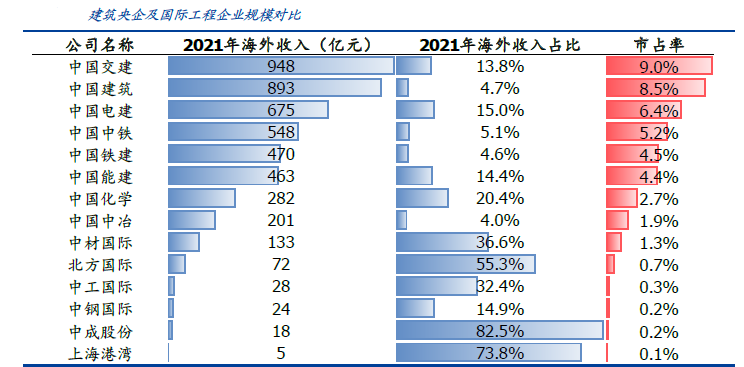 建筑央企及国际工程企业规模对比
公司名称 2021年海外收入（亿元） 2021年海外收入占比 市占率
中国交建 948 13.8% 9.0%
中国建筑 893 4.7% 8.5%
中国电建 675 15.0% 6.4%
中国中铁 548 5.1% 5.2%
中国铁建 470 4.6% 4.5%
中国能建 463 14.4% 4.4%
中国化学 282 20.4% 2.7%
中国中冶 201 4.0% 1.9%
中材国际 133 36.6% 1.3%
北方国际 72 55.3% 0.7%
中工国际 28 32.4% 0.3%
中钢国际 24 14.9% 0.2%
中成股份 18 82.5% 0.2%
上海港湾 5 73.8% 0.1%